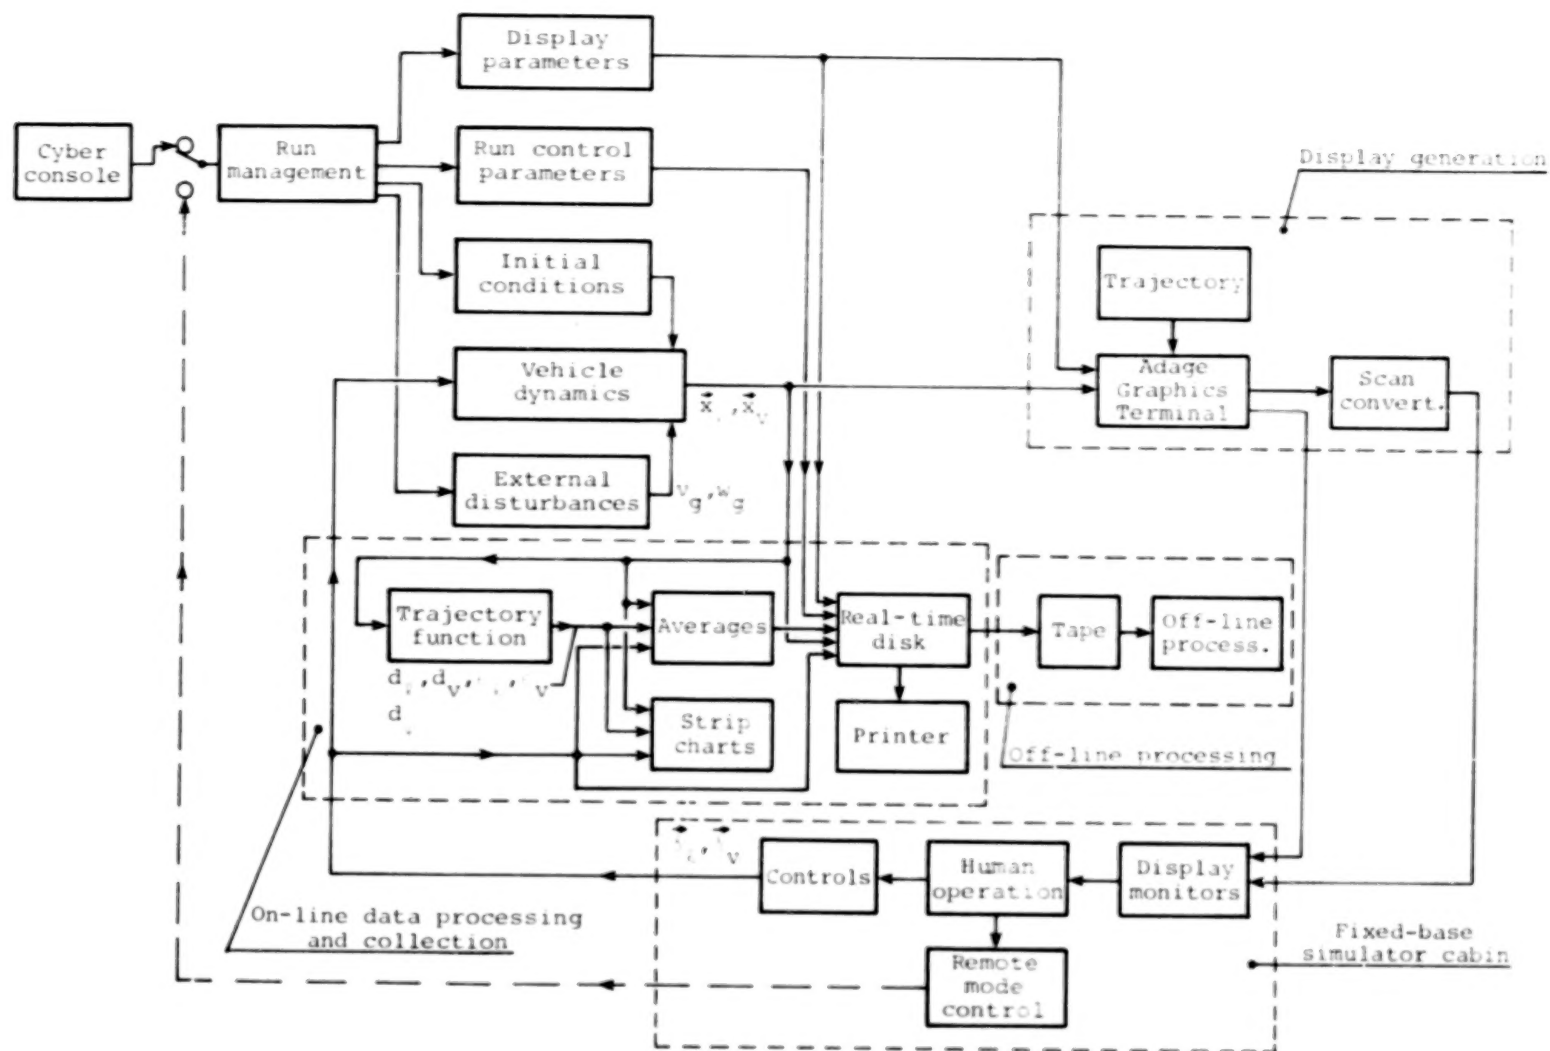 Display
parameters
Cyber
console
Run
management
Run control
parameters
Display generation
Initial
conditions
Trajectory
Vehicle
dynamics
Adage
Graphics
Terminal
Scan
convert.
External
disturbances
v_g, w_g
Trajectory
function
Averages
Real-time
disk
Tape
Off-line
process.
Strip
charts
Printer
Off-line processing
Controls
Human
operation
Display
monitors
On-line data processing
and collection
Remote
mode
control
Fixed-base
simulator cabin